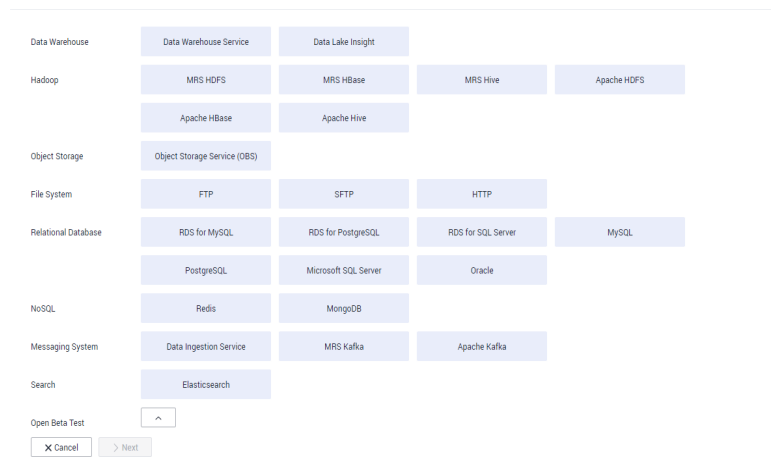 Data Warehouse Data Warehouse Service Data Lake Insight
Hadoop MRS HDFS MRS HBase MRS Hive Apache HDFS
Apache HBase Apache Hive
Object Storage Object Storage Service (OBS)
File System FTP SFTP HTTP
Relational Database RDS for MySQL RDS for PostgreSQL RDS for SQL Server MySQL
PostgreSQL Microsoft SQL Server Oracle
NoSQL Redis MongoDB
Messaging System Data Ingestion Service MRS Kafka Apache Kafka
Search Elasticsearch
Open Beta Test
Cancel Next